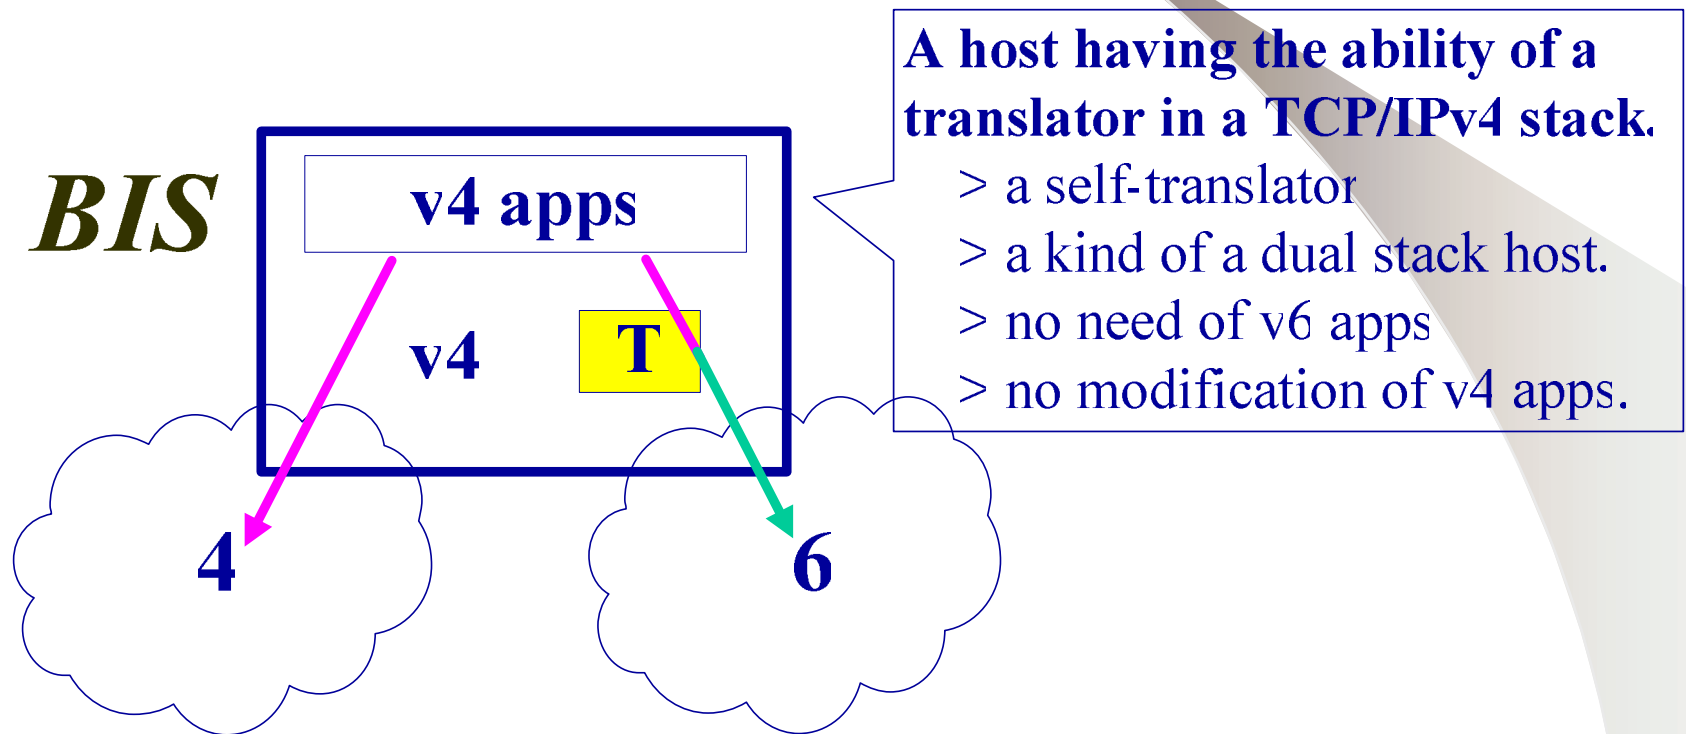 BIS
v4 apps
v4
T
4
6
A host having the ability of a
translator in a TCP/IPv4 stack.
> a self-translator
> a kind of a dual stack host.
> no need of v6 apps
> no modification of v4 apps.